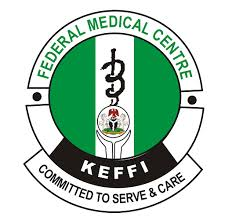 FEDERAL MEDICAL CENTRE
KEFFI
COMMITTED TO SERVE & CARE